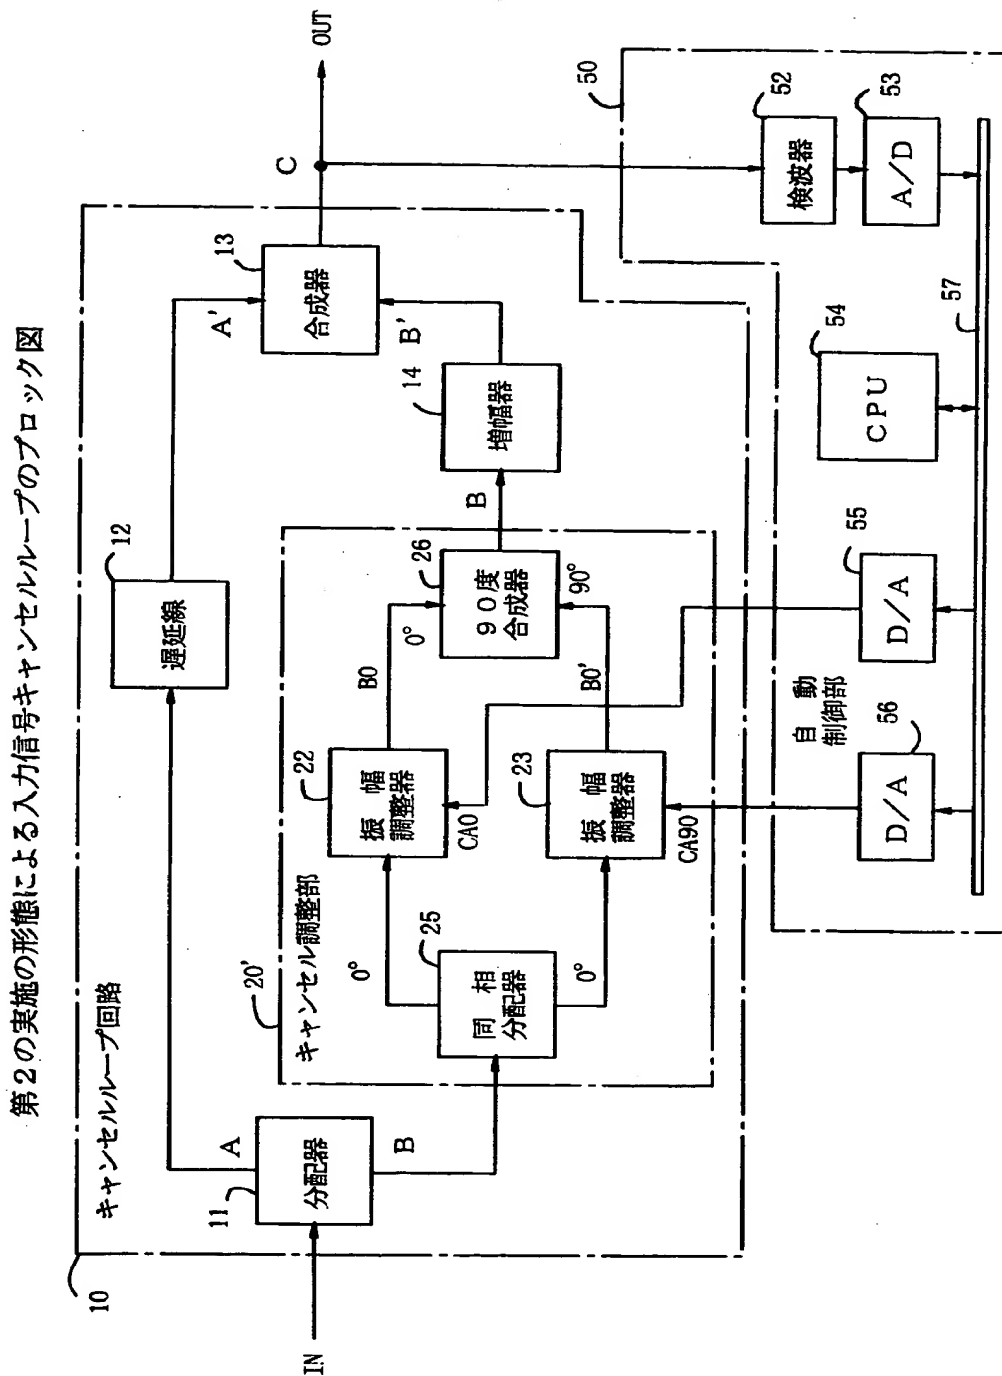 第2の実施の形態による入力信号キャンセルループのブロック図
10
キャンセルループ回路
IN
11
分配器
A
B
12
遅延線
20'
キャンセル調整部
25
同相
分配器
0°
0°
22
振幅
調整器
CA0
23
振幅
調整器
CA90
B0
B0'
0°
90°
26
90度
合成器
B
14
増幅器
A'
B'
13
合成器
C
OUT
50
自動
制御部
52
検波器
53
A/D
54
CPU
55
D/A
56
D/A
57